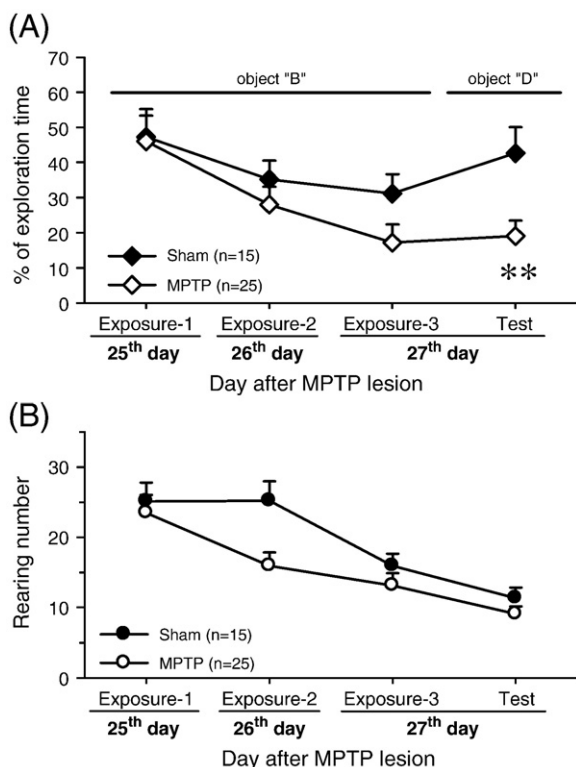 (A)
70
60
50
40
30
20
10
0
% of exploration time
object "B"
object "D"
Sham (n=15)
MPTP (n=25)
**
Exposure-1 Exposure-2 Exposure-3 Test
25th day 26th day 27th day
Day after MPTP lesion
(B)
30
20
10
0
Rearing number
Sham (n=15)
MPTP (n=25)
Exposure-1 Exposure-2 Exposure-3 Test
25th day 26th day 27th day
Day after MPTP lesion